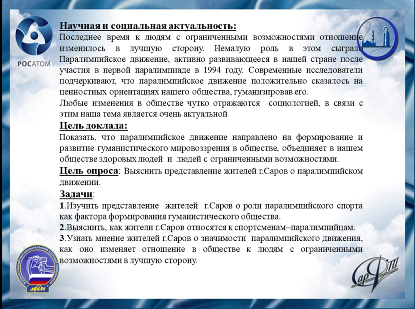 Научная и социальная актуальность:
Последнее время к людям с ограниченными возможностями отношение
изменилось в лучшую сторону. Немалую роль в этом сыграло
Паралимпийское движение, активно развивающееся в нашей стране после
участия в первой паралимпиаде в 1994 году. Современные исследователи
подчеркивают, что паралимпийское движение положительно сказалось на
ценностных ориентациях нашего общества, гуманизировав его.
Любые изменения в обществе чутко отражаются социологией, в связи с
этим наша тема является очень актуальной
Цель доклада:
Показать, что паралимпийское движение направлено на формирование и
развитие гуманистического мировоззрения в обществе, объединяет в нашем
обществе здоровых людей и людей с ограниченными возможностями.
Цель опроса: Выяснить представление жителей г.Саров о паралимпийском
движении.
Задачи:
1.Изучить представление жителей г.Саров о роли паралимпийского спорта
как фактора формирования гуманистического общества.
2.Выяснить, как жители г.Саров относятся к спортсменам–паралимпийцам.
3.Узнать мнение жителей г.Саров о значимости паралимпийского движения,
как оно изменяет отношение в обществе к людям с ограниченными
возможностями в лучшую сторону.
РОСАТОМ
СарФТИ